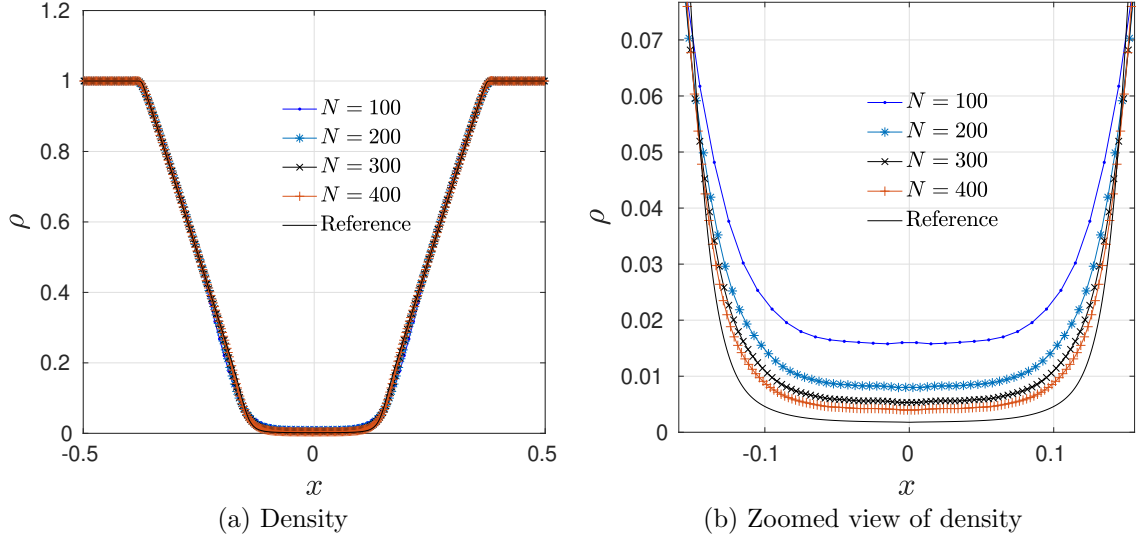 1.2
1
0.8
0.6
0.4
0.2
0
-0.5
0
0.5
ρ
x
N = 100
N = 200
N = 300
N = 400
Reference
(a) Density
0.07
0.06
0.05
0.04
0.03
0.02
0.01
0
-0.1
0
0.1
ρ
x
N = 100
N = 200
N = 300
N = 400
Reference
(b) Zoomed view of density